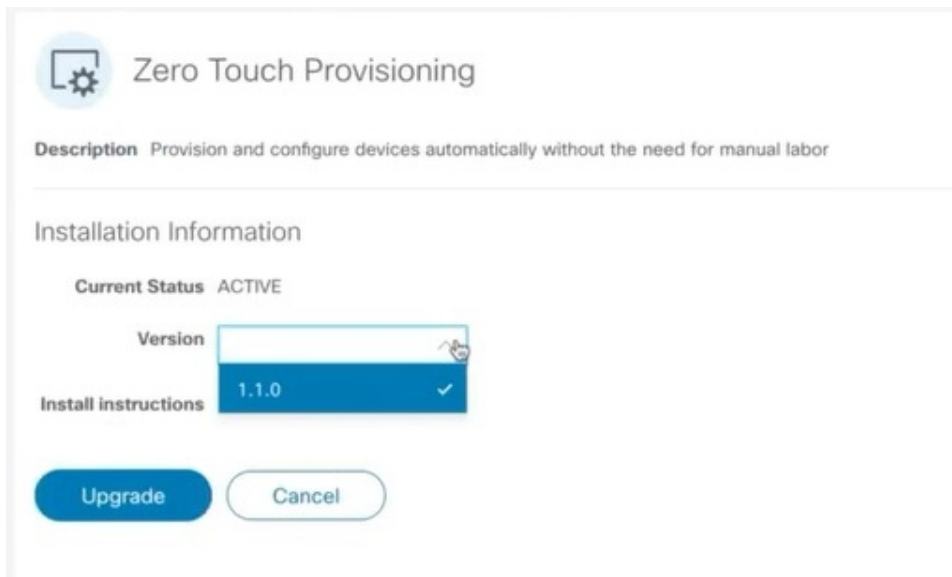 Zero Touch Provisioning
Description Provision and configure devices automatically without the need for manual labor
Installation Information
Current Status ACTIVE
Version
1.1.0
Install instructions
Upgrade
Cancel